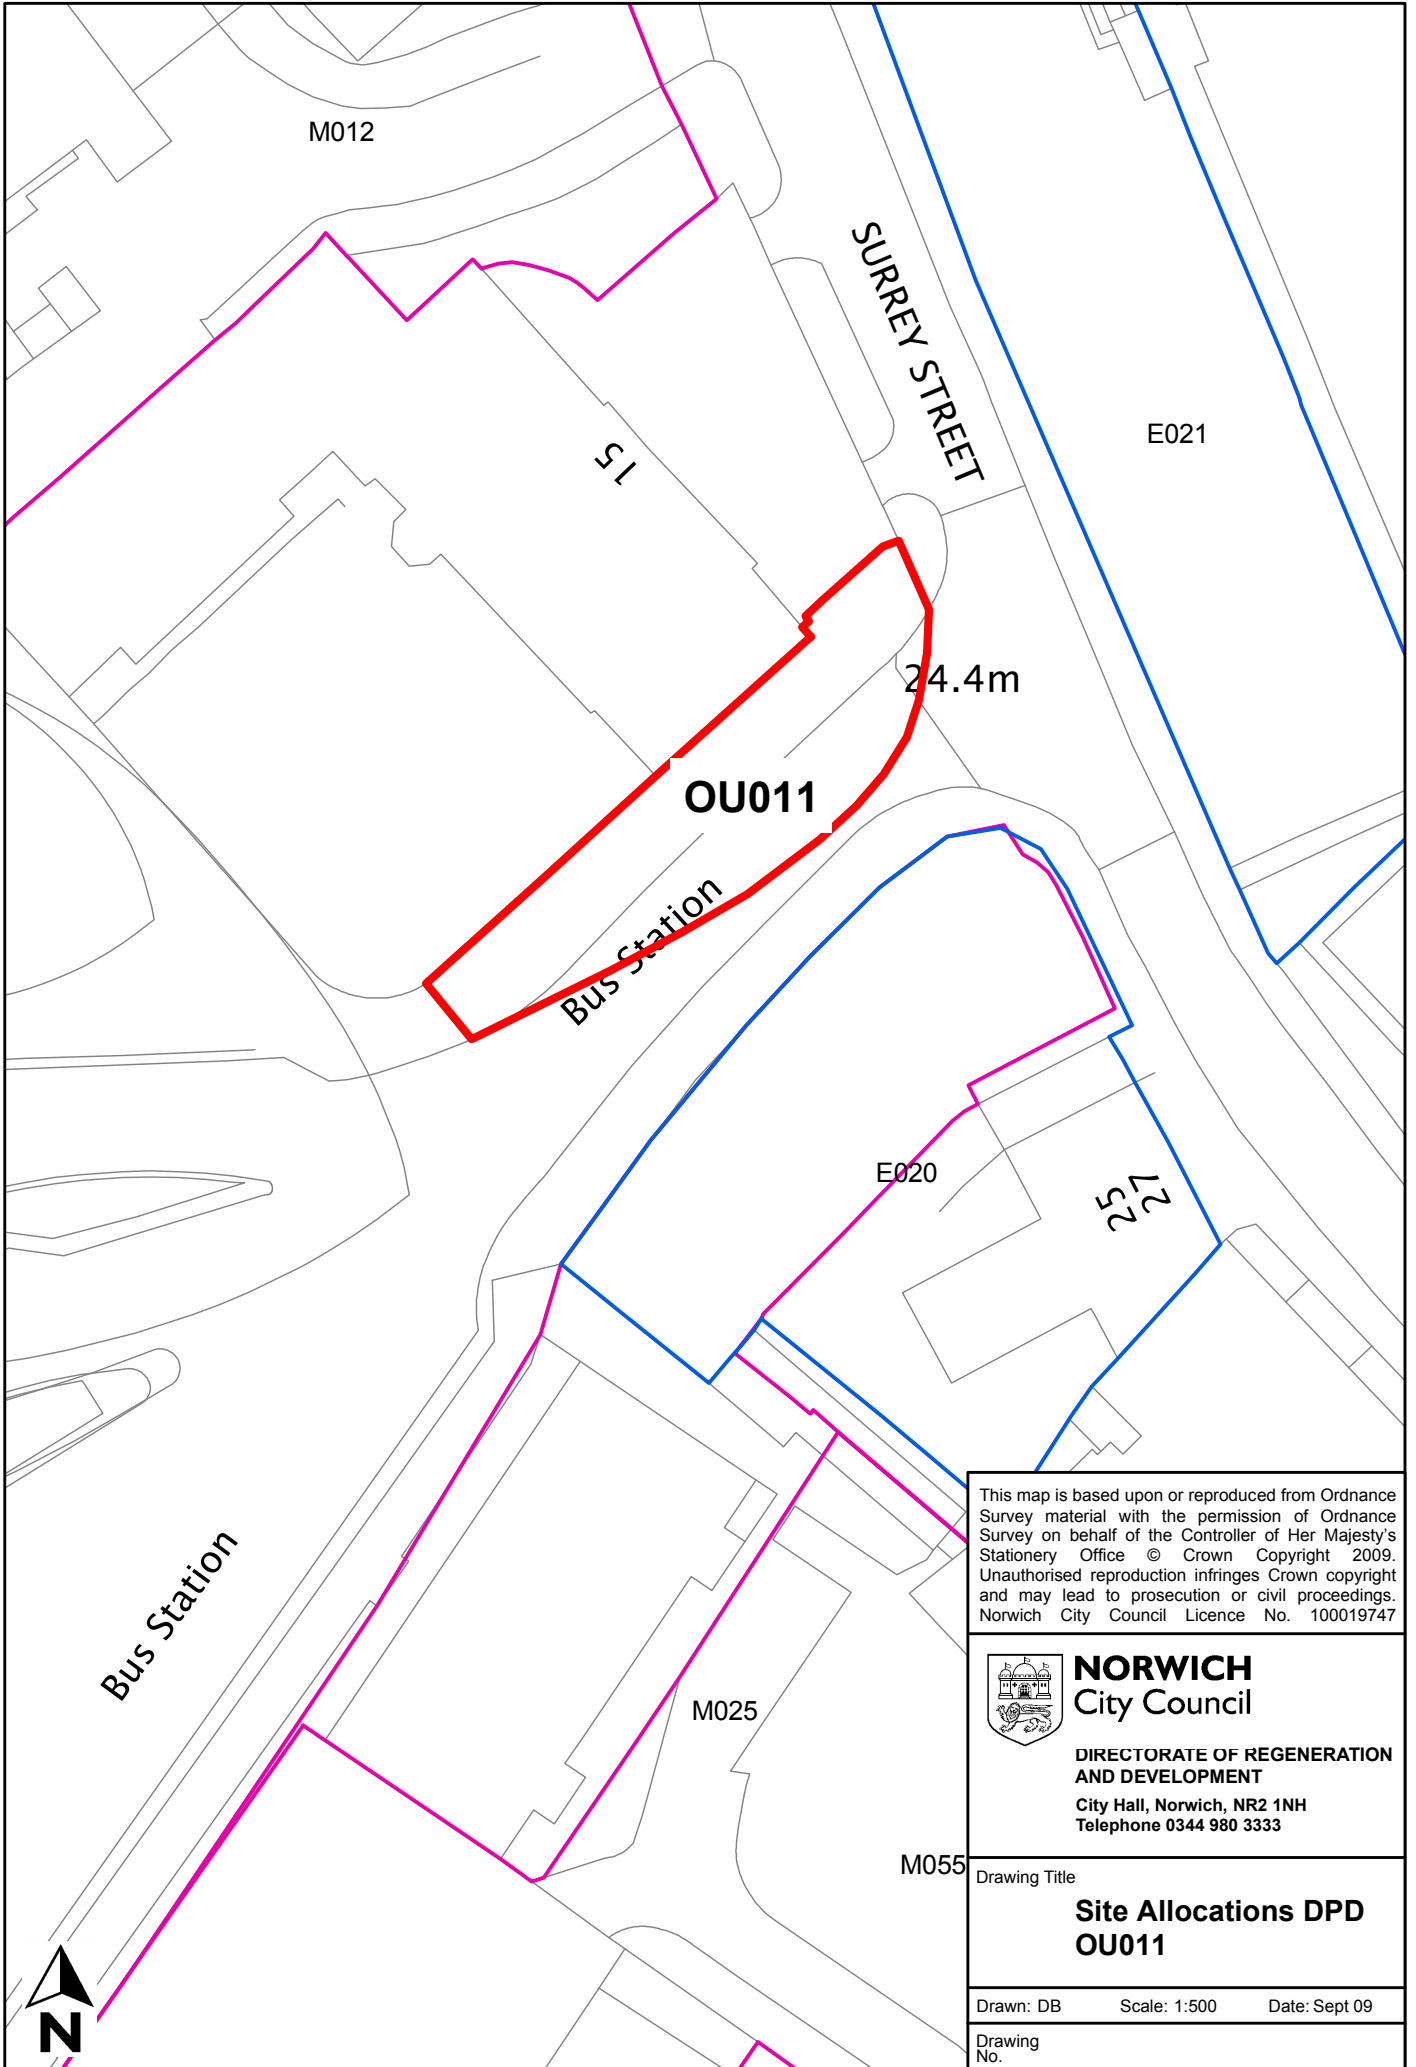 M012
SURREY STREET
E021
15
24.4m
OU011
Bus Station
E020
25
27
Bus Station
M025
M055
N
This map is based upon or reproduced from Ordnance
Survey material with the permission of Ordnance
Survey on behalf of the Controller of Her Majesty's
Stationery Office © Crown Copyright 2009.
Unauthorised reproduction infringes Crown copyright
and may lead to prosecution or civil proceedings.
Norwich City Council Licence No. 100019747
NORWICH
City Council
DIRECTORATE OF REGENERATION
AND DEVELOPMENT
City Hall, Norwich, NR2 1NH
Telephone 0344 980 3333
Drawing Title
Site Allocations DPD
OU011
Drawn: DB Scale: 1:500 Date: Sept 09
Drawing
No.